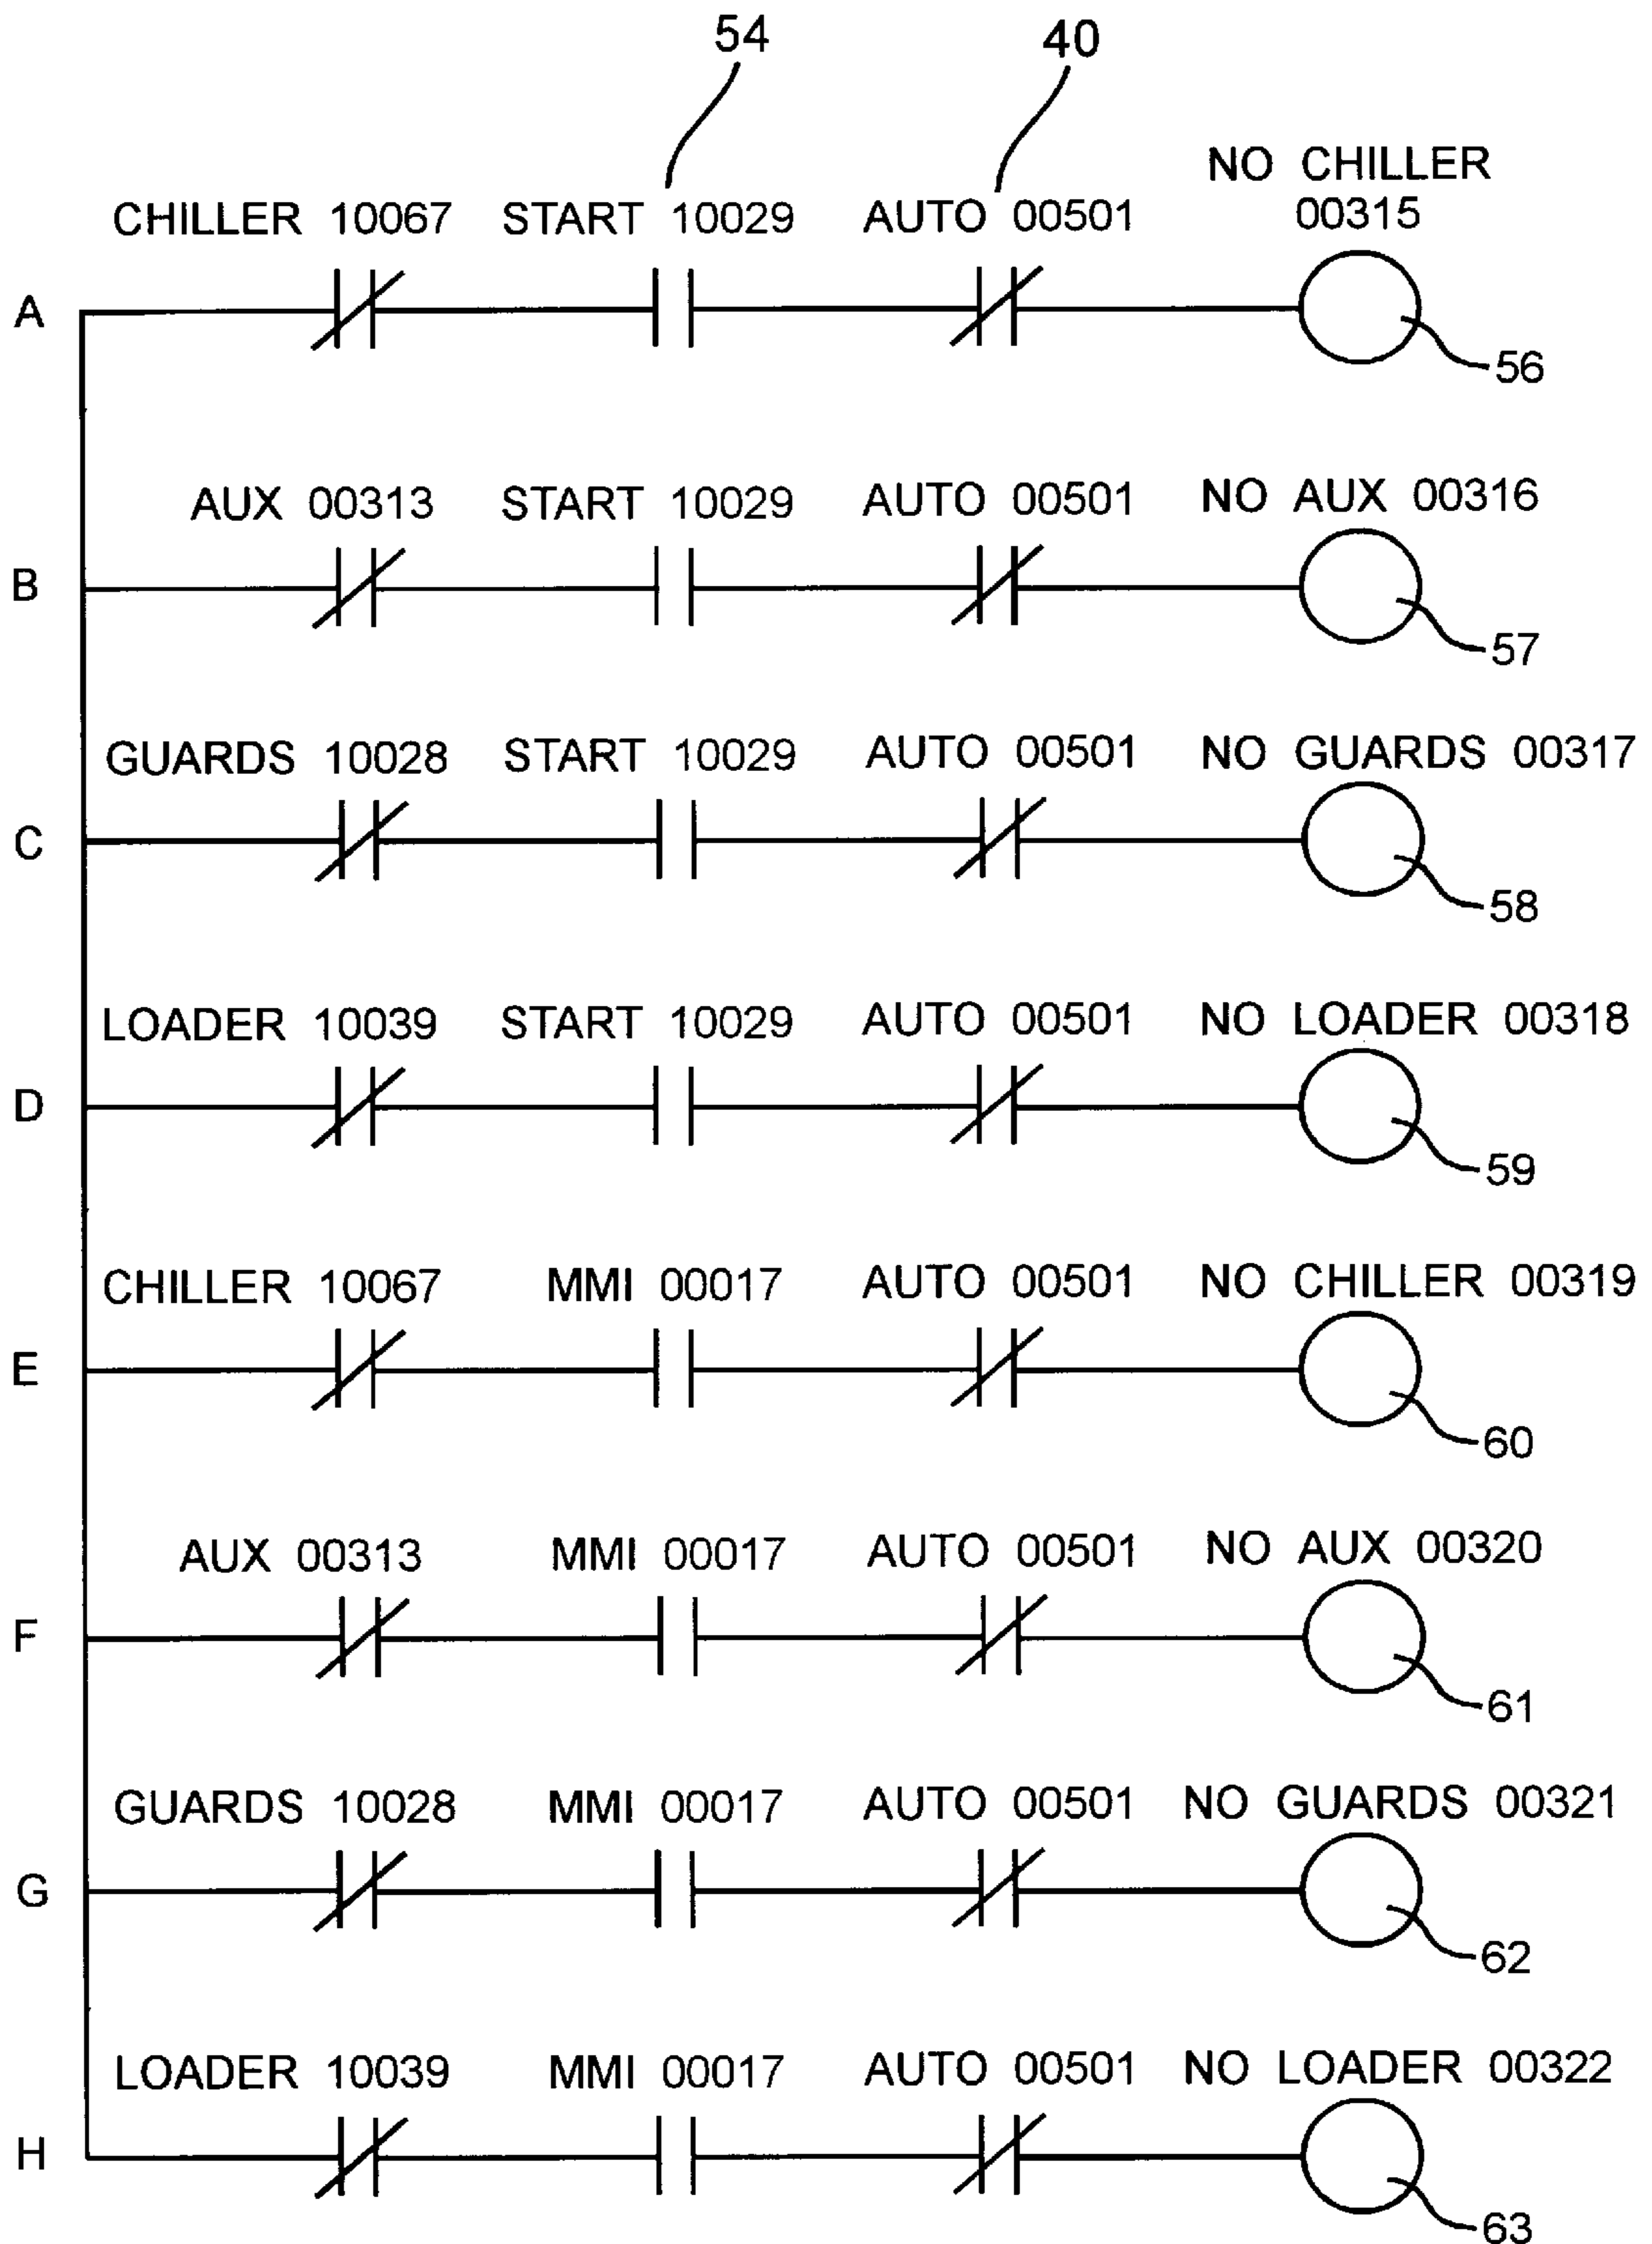 54 40
NO CHILLER
CHILLER 10067 START 10029 AUTO 00501 00315
A
56
AUX 00313 START 10029 AUTO 00501 NO AUX 00316
B
57
GUARDS 10028 START 10029 AUTO 00501 NO GUARDS 00317
C
58
LOADER 10039 START 10029 AUTO 00501 NO LOADER 00318
D
59
CHILLER 10067 MMI 00017 AUTO 00501 NO CHILLER 00319
E
60
AUX 00313 MMI 00017 AUTO 00501 NO AUX 00320
F
61
GUARDS 10028 MMI 00017 AUTO 00501 NO GUARDS 00321
G
62
LOADER 10039 MMI 00017 AUTO 00501 NO LOADER 00322
H
63